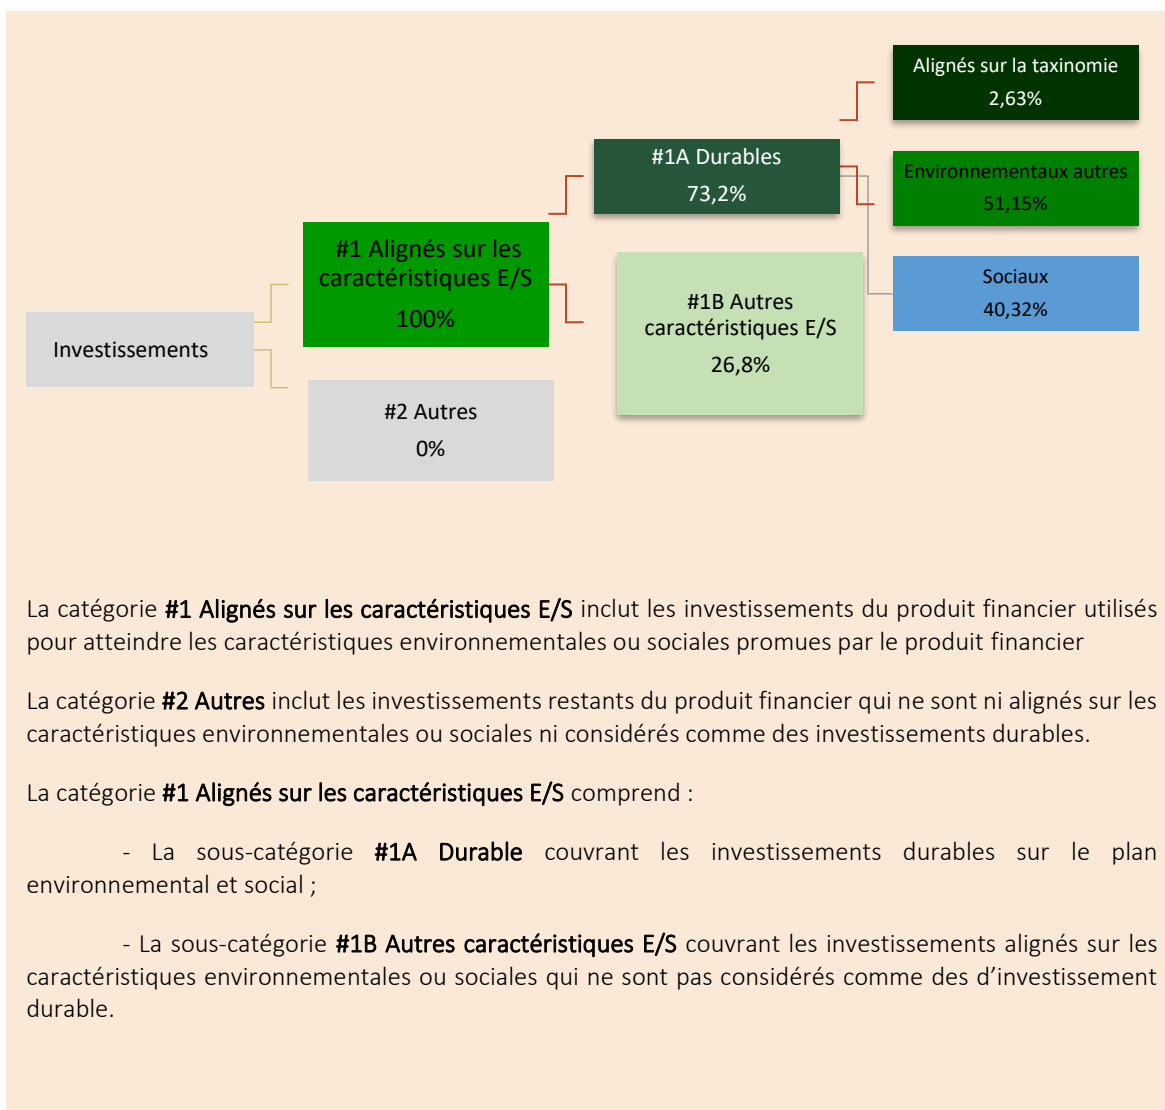 Investissements
#1 Alignés sur les
caractéristiques E/S
100%
#2 Autres
0%
#1A Durables
73,2%
#1B Autres
caractéristiques E/S
26,8%
Alignés sur la taxinomie
2,63%
Environnementaux autres
51,15%
Sociaux
40,32%
La catégorie #1 Alignés sur les caractéristiques E/S inclut les investissements du produit financier utilisés
pour atteindre les caractéristiques environnementales ou sociales promues par le produit financier
La catégorie #2 Autres inclut les investissements restants du produit financier qui ne sont ni alignés sur les
caractéristiques environnementales ou sociales ni considérés comme des investissements durables.
La catégorie #1 Alignés sur les caractéristiques E/S comprend :
- La sous-catégorie #1A Durable couvrant les investissements durables sur le plan
environnemental et social ;
- La sous-catégorie #1B Autres caractéristiques E/S couvrant les investissements alignés sur les
caractéristiques environnementales ou sociales qui ne sont pas considérés comme des d’investissement
durable.